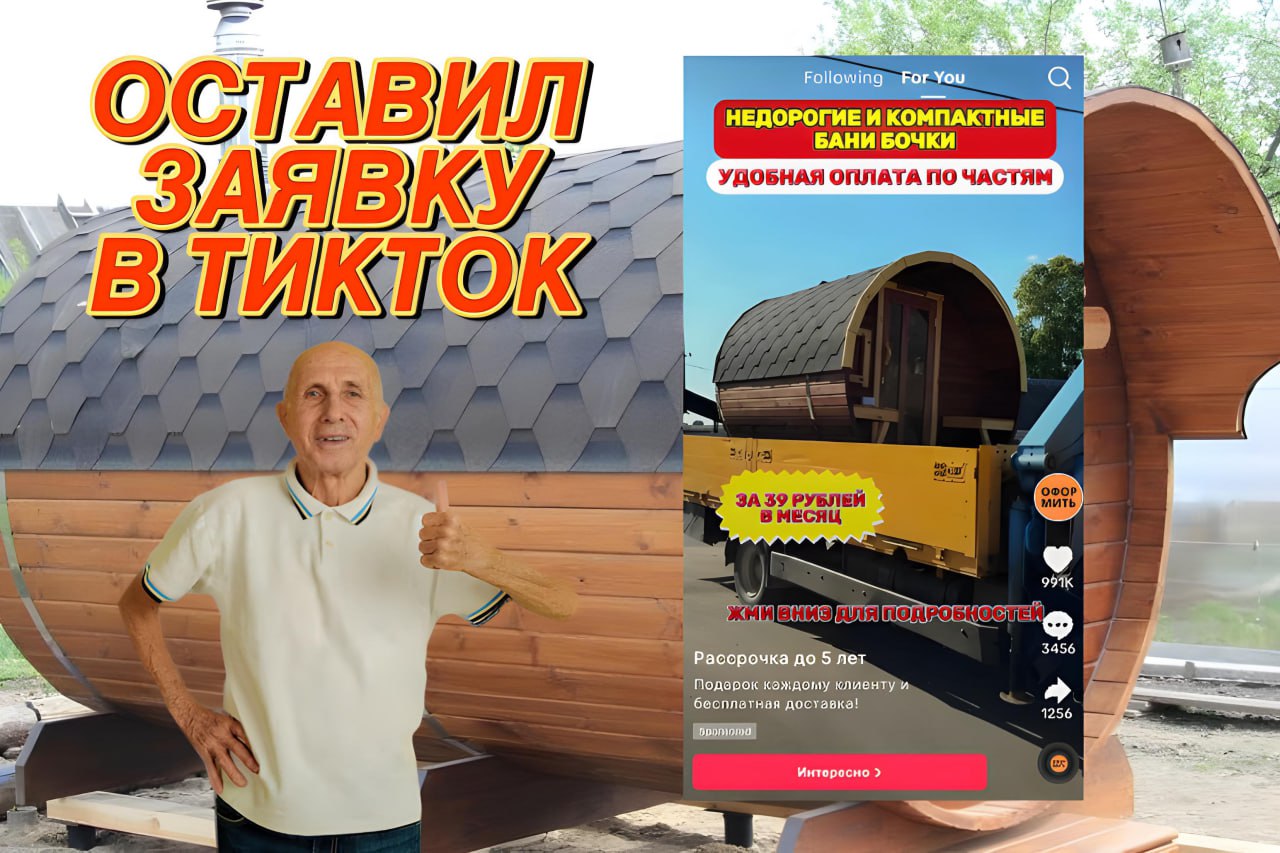 ОСТАВИЛ
ЗАЯВКУ
В ТИКТОК
Following For You
НЕДОРОГИЕ И КОМПАКТНЫЕ
БАНИ БОЧКИ
УДОБНАЯ ОПЛАТА ПО ЧАСТЯМ
ЗА 39 РУБЛЕЙ
В МЕСЯЦ
ОФОР
МИТЬ
991K
ЖМИ ВНИЗ ДЛЯ ПОДРОБНОСТЕЙ
3456
Рассрочка до 5 лет
Подарок каждому клиенту и
бесплатная доставка!
1256
Sponsored
Интересно